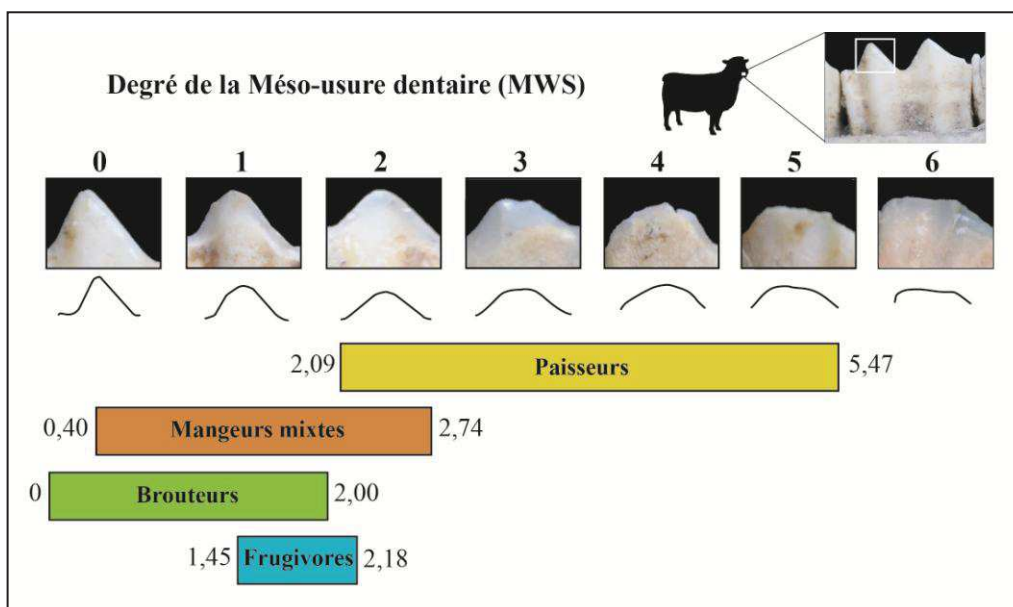 Degré de la Méso-usure dentaire (MWS)
0 1 2 3 4 5 6
2,09 Paisseurs 5,47
0,40 Mangeurs mixtes 2,74
0 Brouteurs 2,00
1,45 Frugivores 2,18